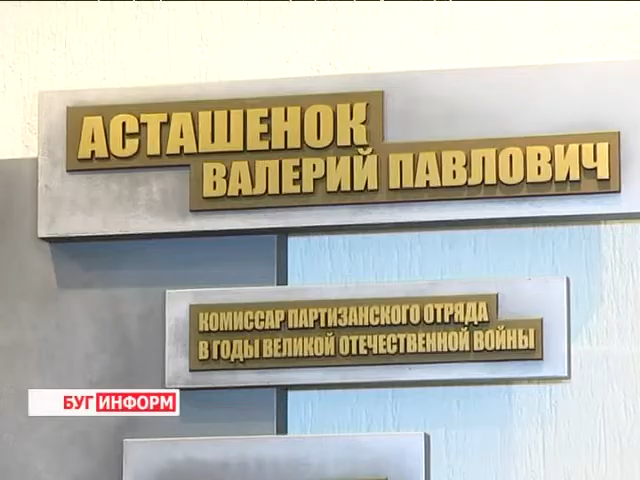 АСТАШЕНОК
ВАЛЕРИЙ ПАВЛОВИЧ
КОМИССАР ПАРТИЗАНСКОГО ОТРЯДА
В ГОДЫ ВЕЛИКОЙ ОТЕЧЕСТВЕННОЙ ВОЙНЫ
БУГ ИНФОРМ